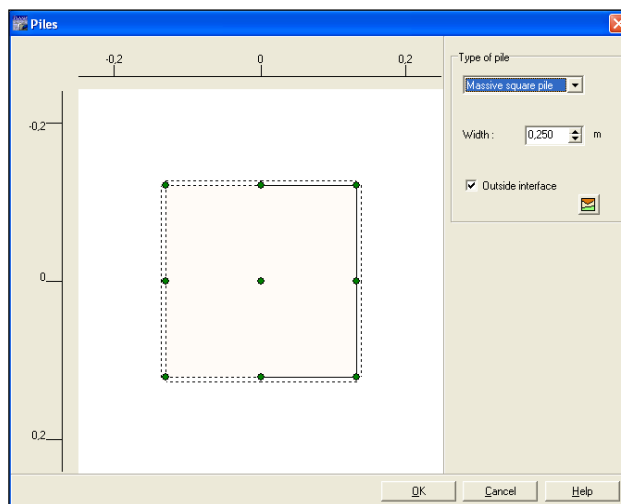 Piles
-0,2 0 0,2
-0,2
0
0,2
Type of pile
Massive square pile
Width : 0,250 m
Outside interface
OK Cancel Help